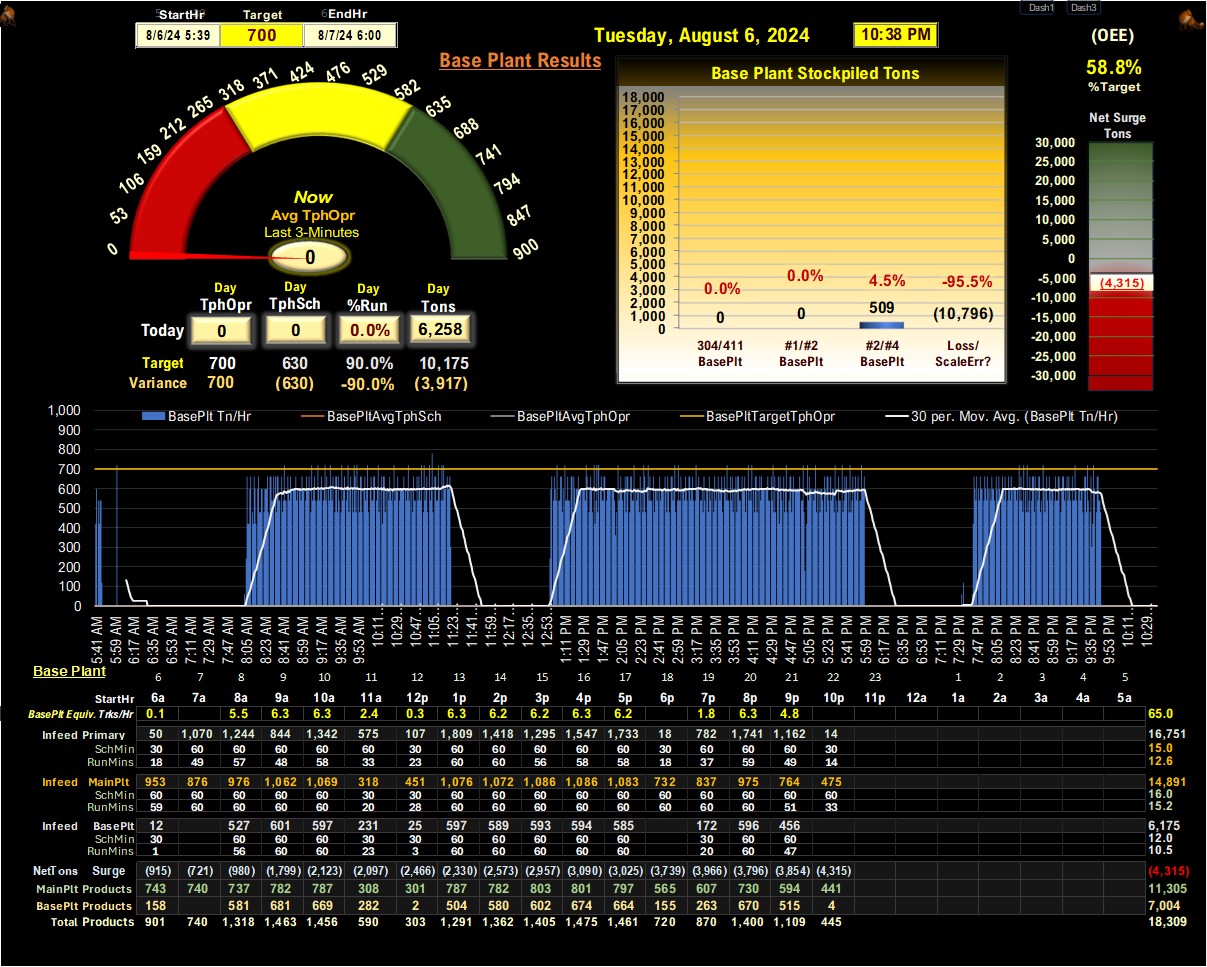 StartHr Target EndHr Dash1 Dash3
8/6/24 5:39 700 8/7/24 6:00 Tuesday, August 6, 2024 10:38 PM (OEE)
Base Plant Results
58.8%
%Target
0 53 106 159 212 265 318 371 424 476 529 582 635 688 741 794 847 900
Now
Avg TphOpr
Last 3-Minutes
0
Day Day Day Day
TphOpr TphSch %Run Tons
Today 0 0 0.0% 6,258
Target 700 630 90.0% 10,175
Variance 700 (630) -90.0% (3,917)
Base Plant Stockpiled Tons
18,000
17,000
16,000
15,000
14,000
13,000
12,000
11,000
10,000
9,000
8,000
7,000
6,000
5,000
4,000
3,000
2,000
1,000
0
0.0% 0.0% 4.5% -95.5%
0 0 509 (10,796)
304/411 #1/#2 #2/#4 Loss/
BasePlt BasePlt BasePlt ScaleErr?
Net Surge
Tons
30,000
25,000
20,000
15,000
10,000
5,000
0
-5,000
(4,315)
-10,000
-15,000
-20,000
-25,000
-30,000
BasePlt Tn/Hr BasePltAvgTphSch BasePltAvgTphOpr BasePltTargetTphOpr 30 per. Mov. Avg. (BasePlt Tn/Hr)
1,000
900
800
700
600
500
400
300
200
100
0
5:41 AM 5:59 AM 6:17 AM 6:35 AM 6:53 AM 7:11 AM 7:29 AM 7:47 AM 8:05 AM 8:23 AM 8:41 AM 8:59 AM 9:17 AM 9:35 AM 9:53 AM 10:11... 10:29... 10:47... 11:05... 11:23... 11:41... 11:59... 12:17... 12:35... 12:53... 1:11 PM 1:29 PM 1:47 PM 2:05 PM 2:23 PM 2:41 PM 2:59 PM 3:17 PM 3:35 PM 3:53 PM 4:11 PM 4:29 PM 4:47 PM 5:05 PM 5:23 PM 5:41 PM 5:59 PM 6:17 PM 6:35 PM 6:53 PM 7:11 PM 7:29 PM 7:47 PM 8:05 PM 8:23 PM 8:41 PM 8:59 PM 9:17 PM 9:35 PM 9:53 PM 10:11... 10:29...
Base Plant
6 7 8 9 10 11 12 13 14 15 16 17 18 19 20 21 22 23 1 2 3 4 5
StartHr 6a 7a 8a 9a 10a 11a 12p 1p 2p 3p 4p 5p 6p 7p 8p 9p 10p 11p 12a 1a 2a 3a 4a 5a
BasePlt Equiv. Trks/Hr 0.1 5.5 6.3 6.3 2.4 0.3 6.3 6.2 6.2 6.3 6.2 1.8 6.3 4.8 65.0
Infeed Primary 50 1,070 1,244 844 1,342 575 107 1,809 1,418 1,295 1,547 1,733 18 782 1,741 1,162 14 16,751
SchMin 30 60 60 60 60 60 30 60 60 60 60 60 30 60 60 60 30 15.0
RunMins 18 49 57 48 58 33 23 60 60 56 58 58 18 37 59 49 14 12.6
Infeed MainPlt 953 876 976 1,062 1,069 318 451 1,076 1,072 1,086 1,086 1,083 732 837 975 764 475 14,891
SchMin 60 60 60 60 60 30 30 60 60 60 60 60 60 60 60 60 60 16.0
RunMins 59 60 60 60 60 20 28 60 60 60 60 60 60 60 60 51 33 15.2
Infeed BasePlt 12 527 601 597 231 25 597 589 593 594 585 172 596 456 6,175
SchMin 30 60 60 60 30 30 60 60 60 60 60 30 60 60 12.0
RunMins 1 56 60 60 23 3 60 60 60 60 60 20 60 47 10.5
NetTons Surge (915) (721) (980) (1,799) (2,123) (2,097) (2,466) (2,330) (2,573) (2,957) (3,090) (3,025) (3,739) (3,966) (3,796) (3,854) (4,315) (4,315)
MainPlt Products 743 740 737 782 787 308 301 787 782 803 801 797 565 607 730 594 441 11,305
BasePlt Products 158 581 681 669 282 2 504 580 602 674 664 155 263 670 515 4 7,004
Total Products 901 740 1,318 1,463 1,456 590 303 1,291 1,362 1,405 1,475 1,461 720 870 1,400 1,109 445 18,309